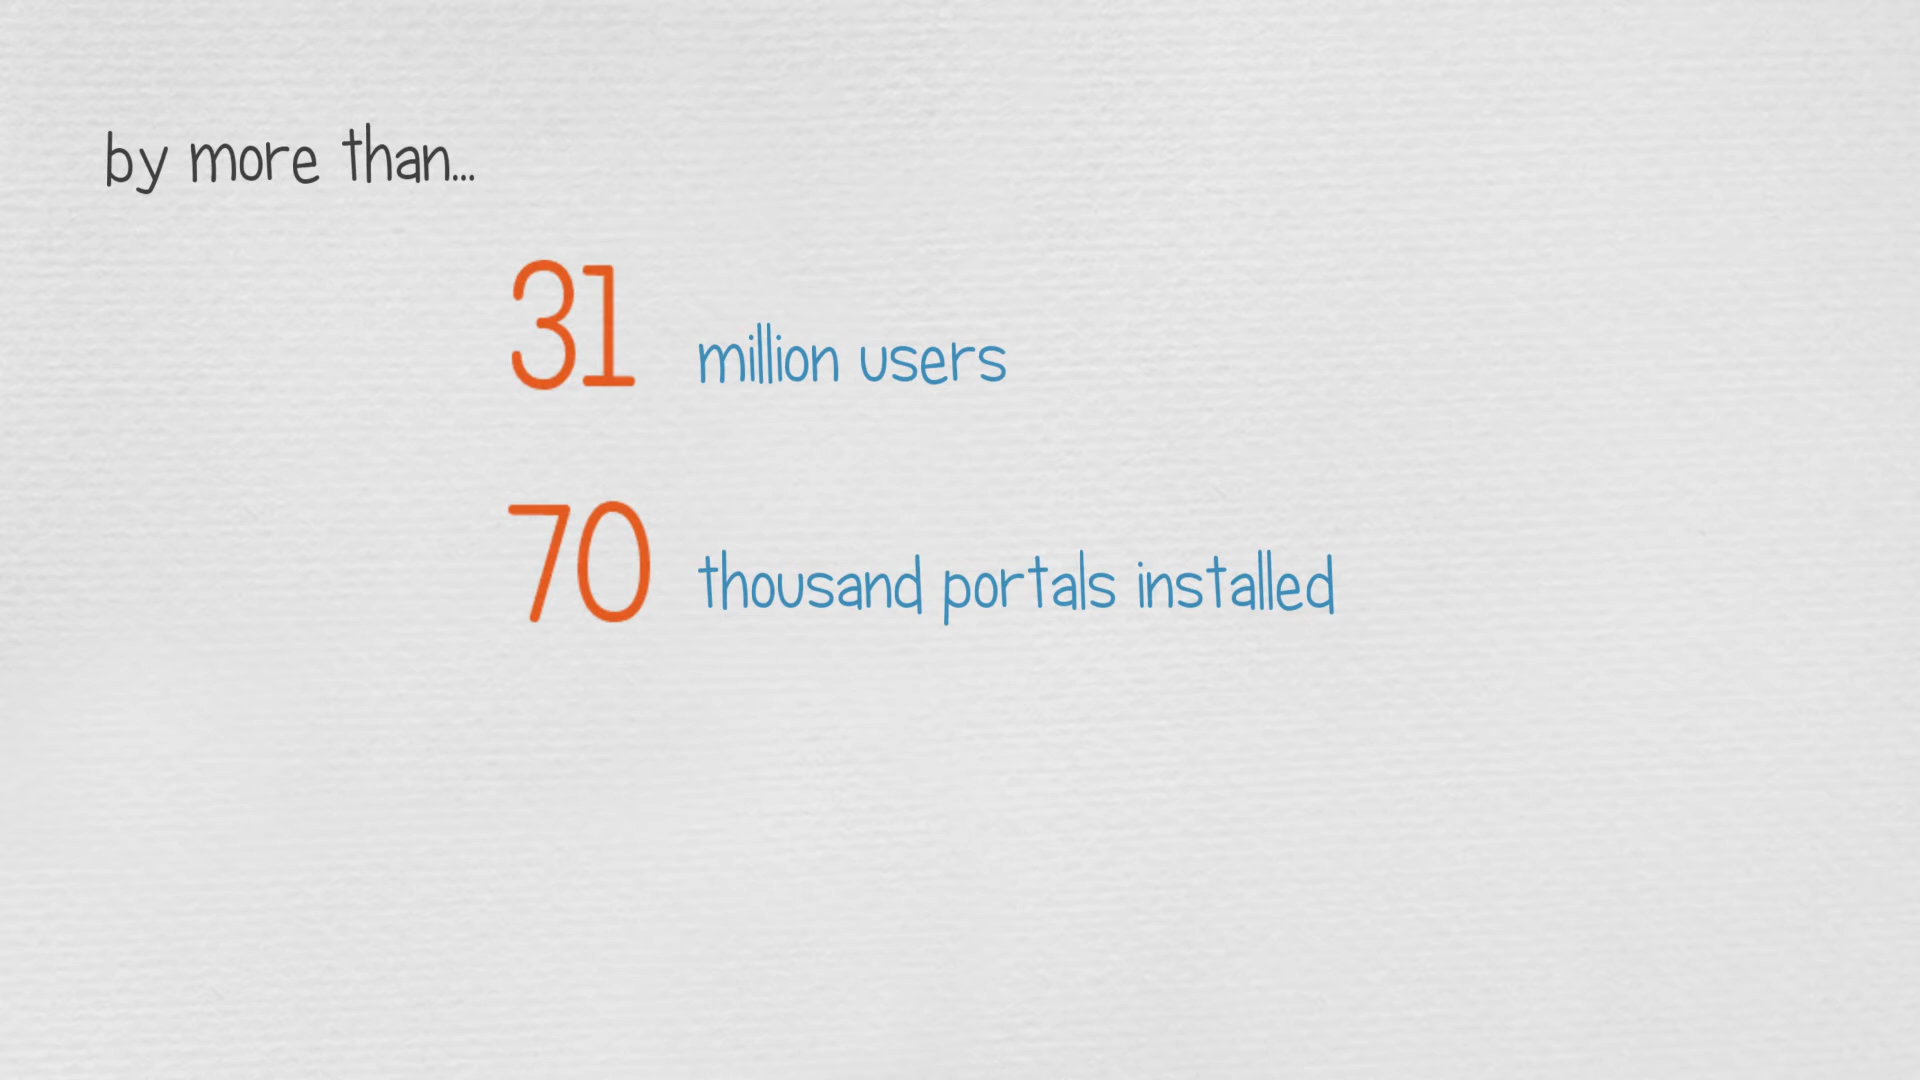 by more than...
31 million users
70 thousand portals installed